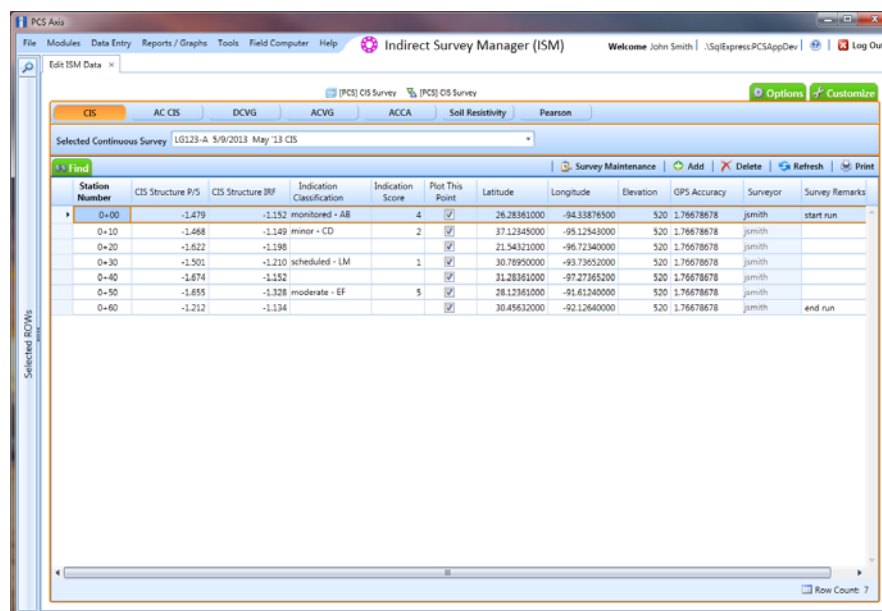 PCS Axis
File Modules Data Entry Reports / Graphs Tools Field Computer Help Indirect Survey Manager (ISM) Welcome John Smith .\SqlExpress:PCSAppDev Log Out
Edit ISM Data ×
[PCS] CIS Survey [PCS] CIS Survey
Options Customize
CIS AC CIS DCVG ACVG ACCA Soil Resistivity Pearson
Selected Continuous Survey LG123-A 5/9/2013 May '13 CIS
Find Survey Maintenance Add Delete Refresh Print
Station Number CIS Structure P/S CIS Structure IRF Indication Classification Indication Score Plot This Point Latitude Longitude Elevation GPS Accuracy Surveyor Survey Remarks
0+00 -1.479 -1.152 monitored - AB 4 26.28361000 -94.33876500 520 1.76678678 jsmith start run
0+10 -1.468 -1.149 minor - CD 2 37.12345000 -95.12543000 520 1.76678678 jsmith
0+20 -1.622 -1.198 21.54321000 -96.72340000 520 1.76678678 jsmith
0+30 -1.501 -1.210 scheduled - LM 1 30.78950000 -93.73652000 520 1.76678678 jsmith
0+40 -1.674 -1.152 31.28361000 -97.27365200 520 1.76678678 jsmith
0+50 -1.655 -1.328 moderate - EF 5 28.12361000 -91.61240000 520 1.76678678 jsmith
0+60 -1.212 -1.134 30.45632000 -92.12640000 520 1.76678678 jsmith end run
Selected ROWs
Row Count: 7